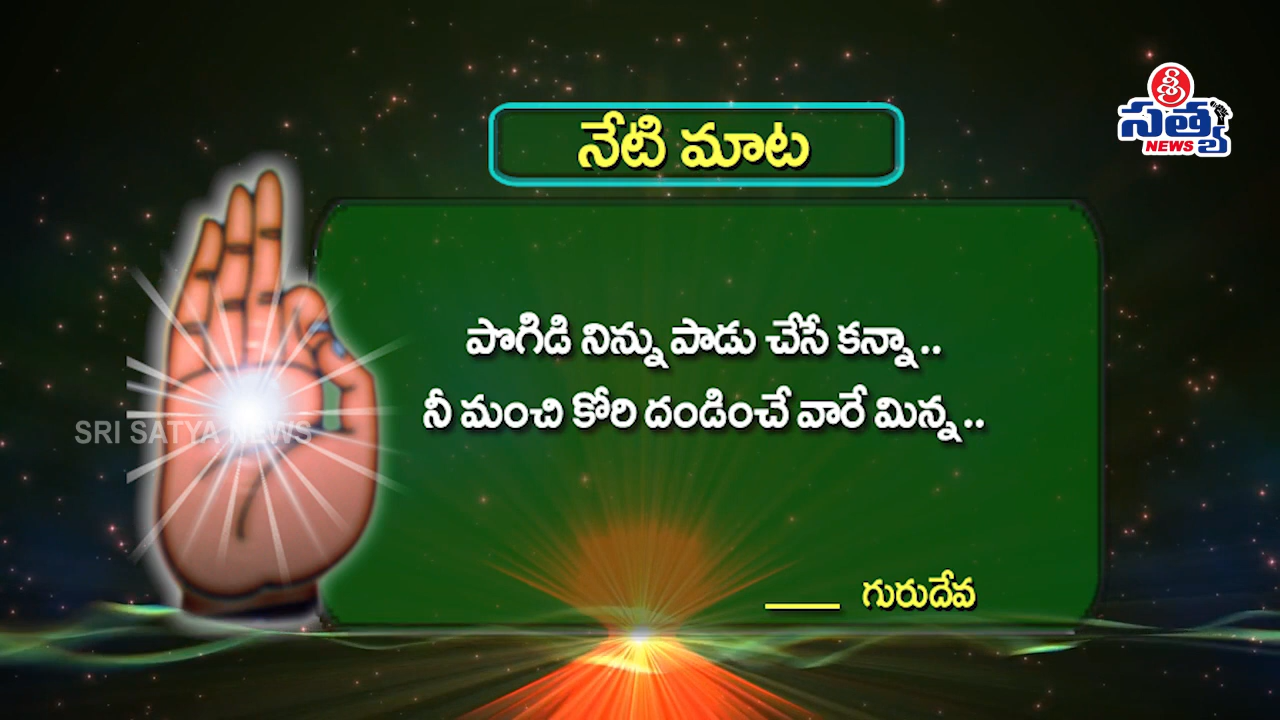 శ్రీ
సత్య
NEWS
నేటి మాట
పొగిడి నిన్ను పాడు చేసే కన్నా..
నీ మంచి కోరి దండించే వారే మిన్న..
SRI SATYA NEWS
___ గురుదేవ